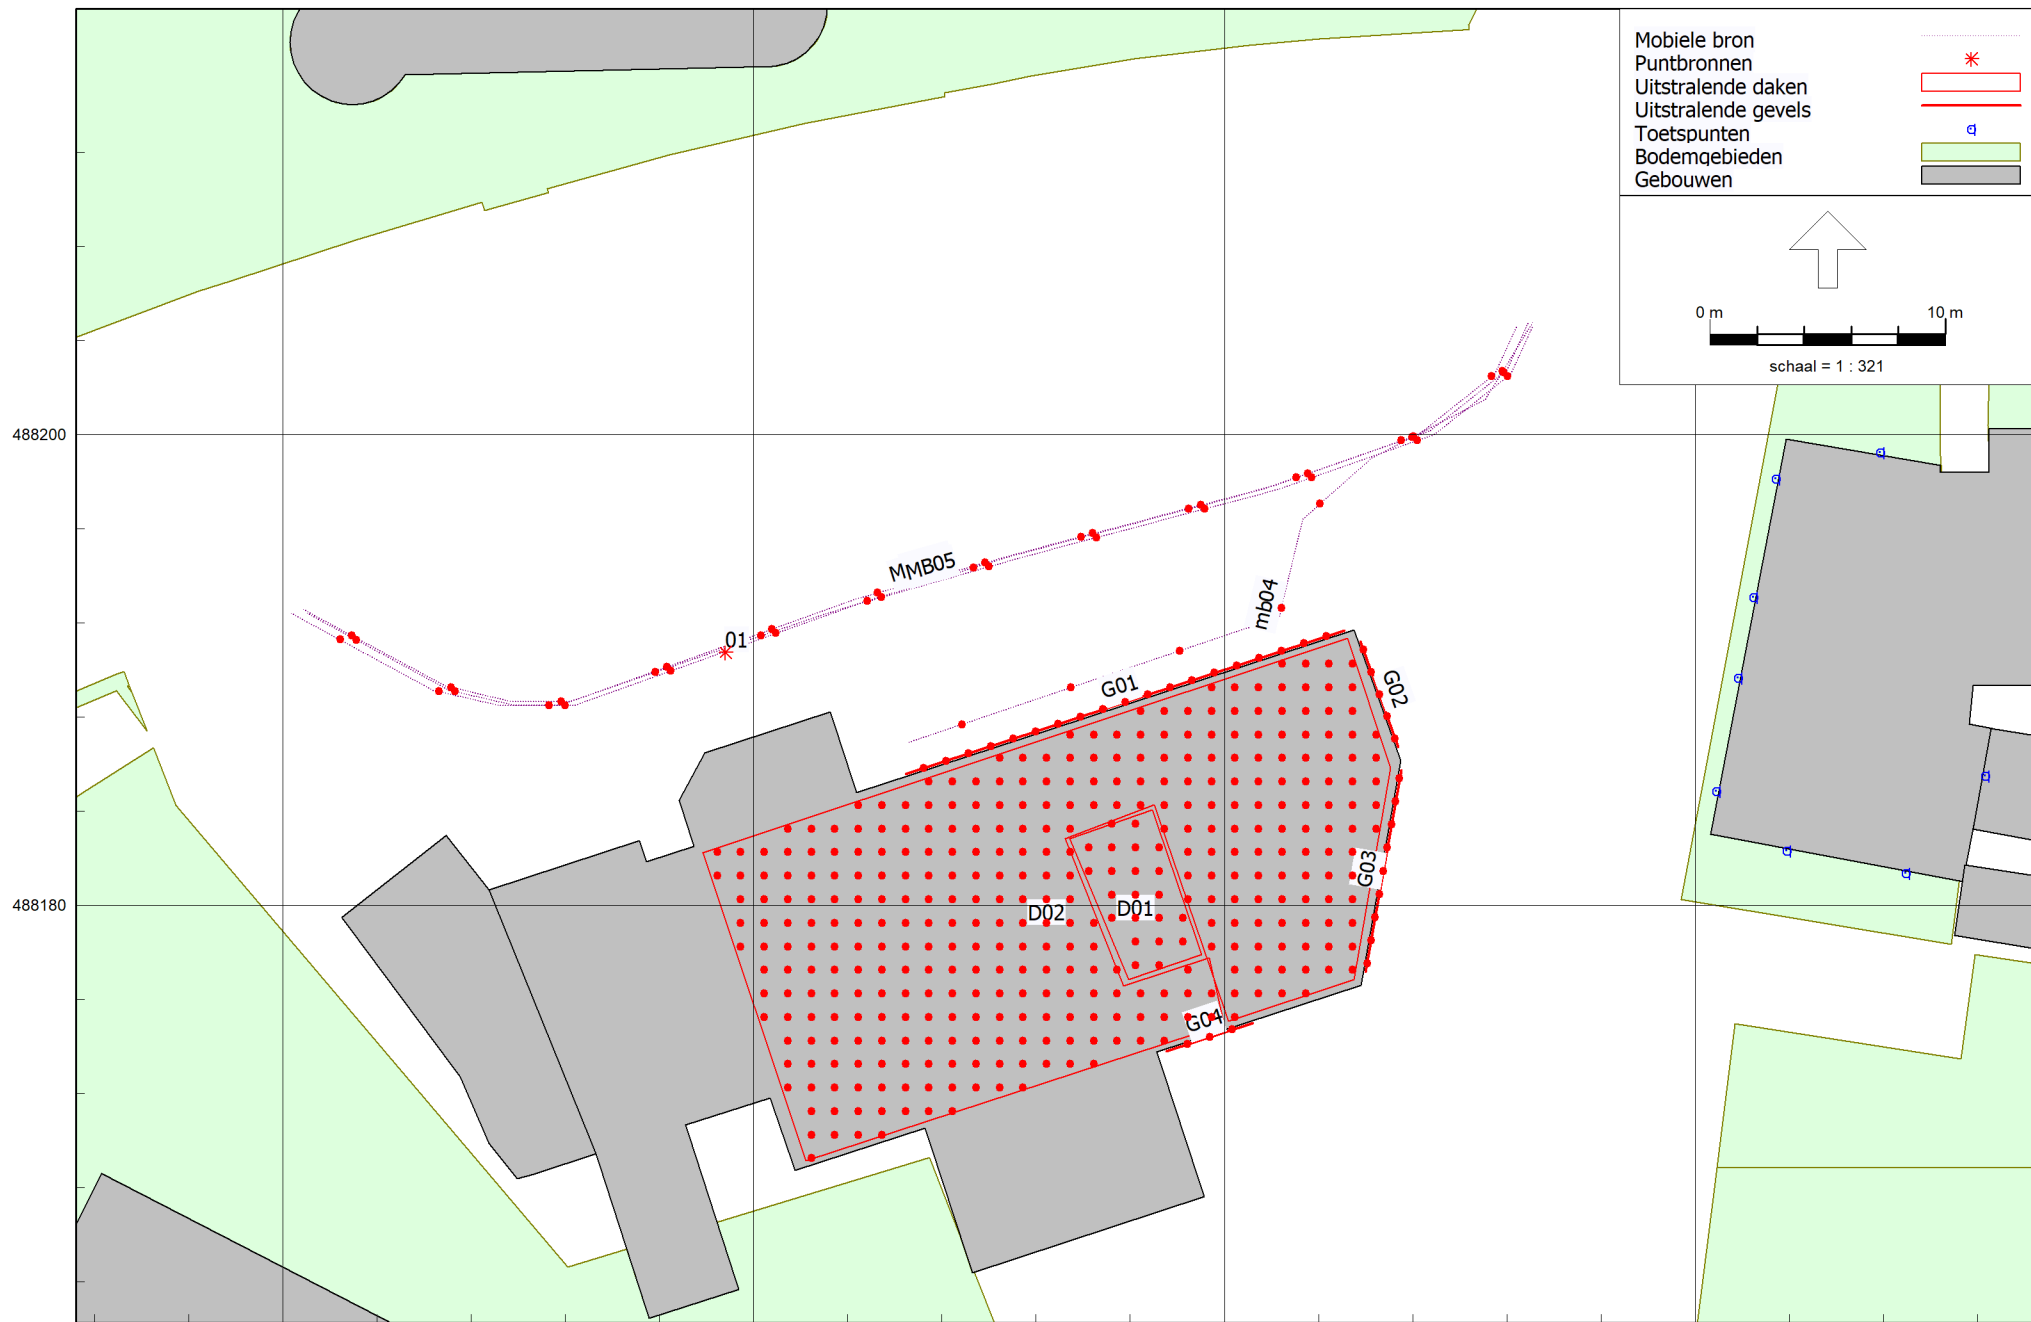 Mobiele bron
Puntbronnen
Uitstralende daken
Uitstralende gevels
Toetspunten
Bodemgebieden
Gebouwen
0 m 10 m
schaal = 1 : 321
488200
MMB05
mb04
01
G01
G02
G03
488180
D02
D01
G04